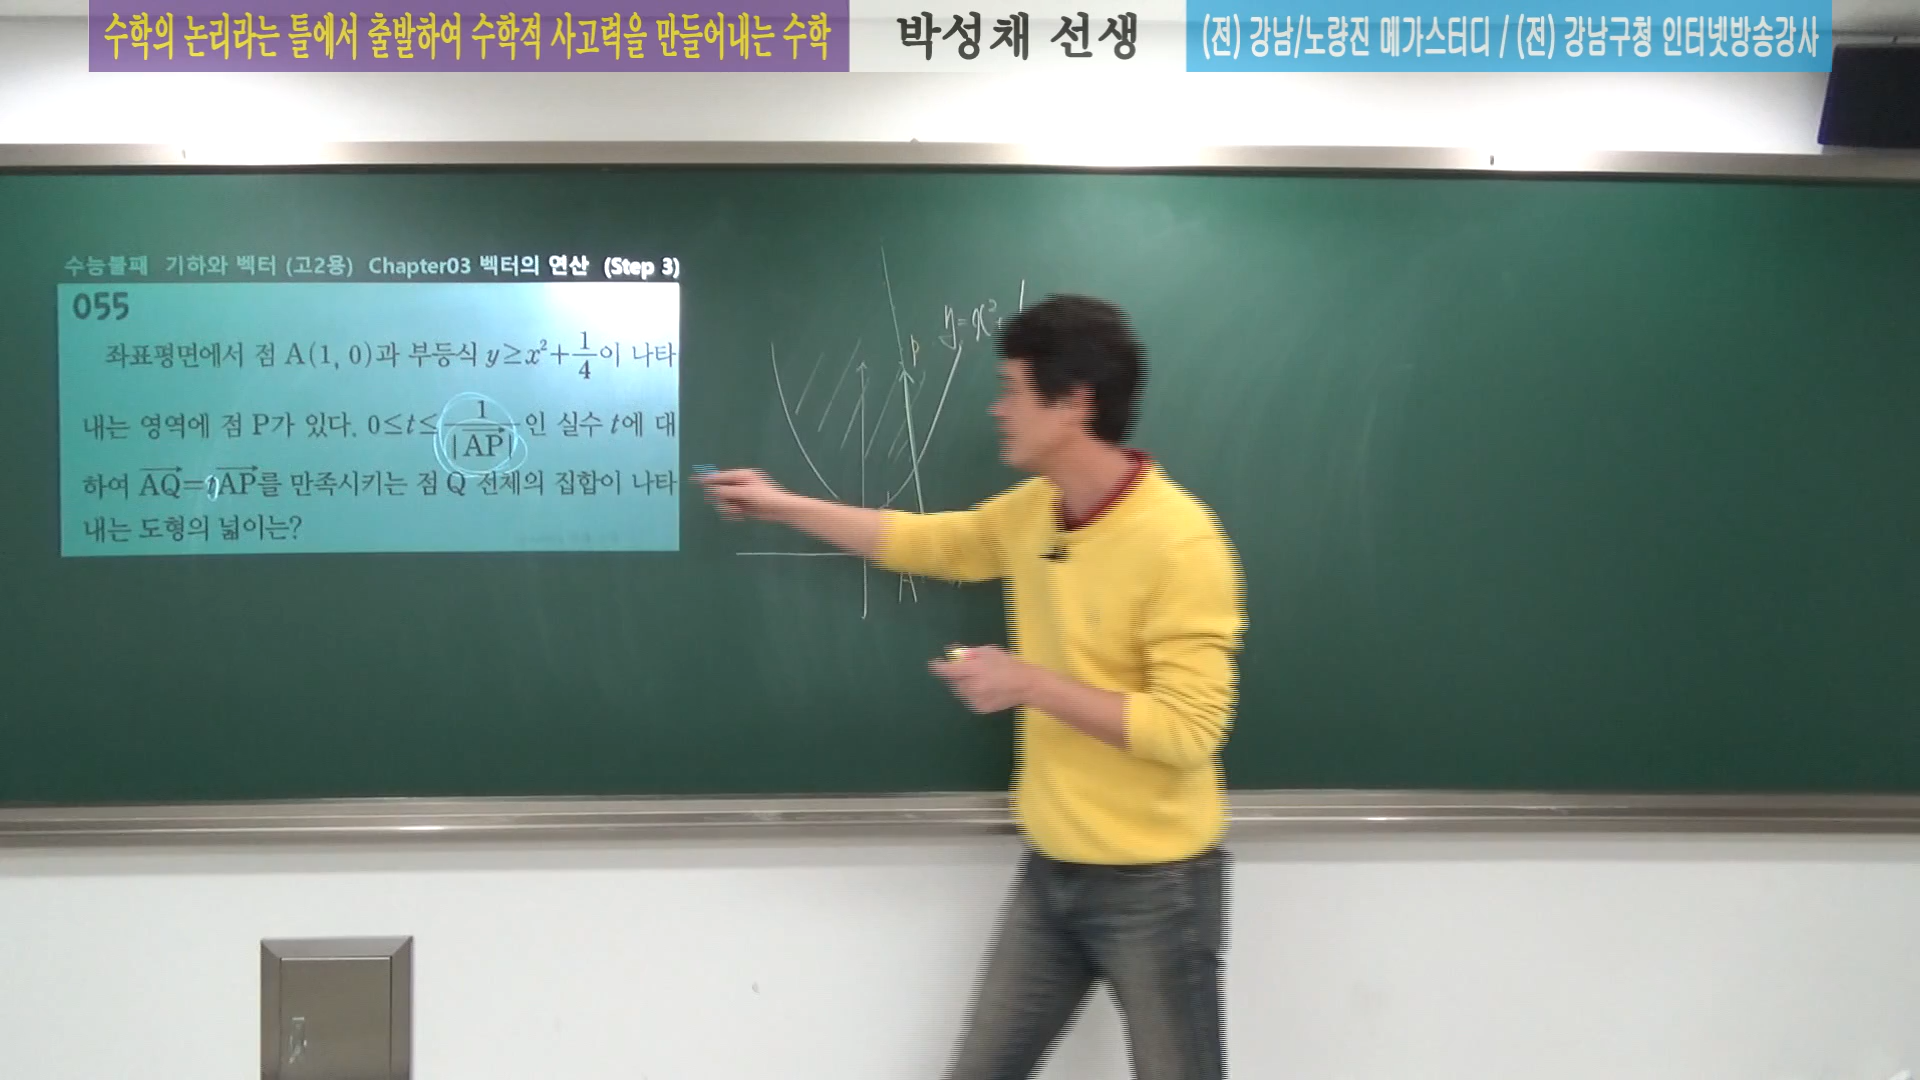 수학의 논리라는 틀에서 출발하여 수학적 사고력을 만들어내는 수학
박성채 선생
(전) 강남/노량진 메가스터디 / (전) 강남구청 인터넷방송강사
수능불패 기하와 벡터 (고2용) Chapter03 벡터의 연산 (Step 3)
055
좌표평면에서 점 A(1, 0)과 부등식 y≥x²+1/4이 나타
내는 영역에 점 P가 있다. 0≤t≤1/|AP|인 실수 t에 대
하여 AQ=tAP를 만족시키는 점 Q 전체의 집합이 나타
내는 도형의 넓이는?
y=x²+
P
A